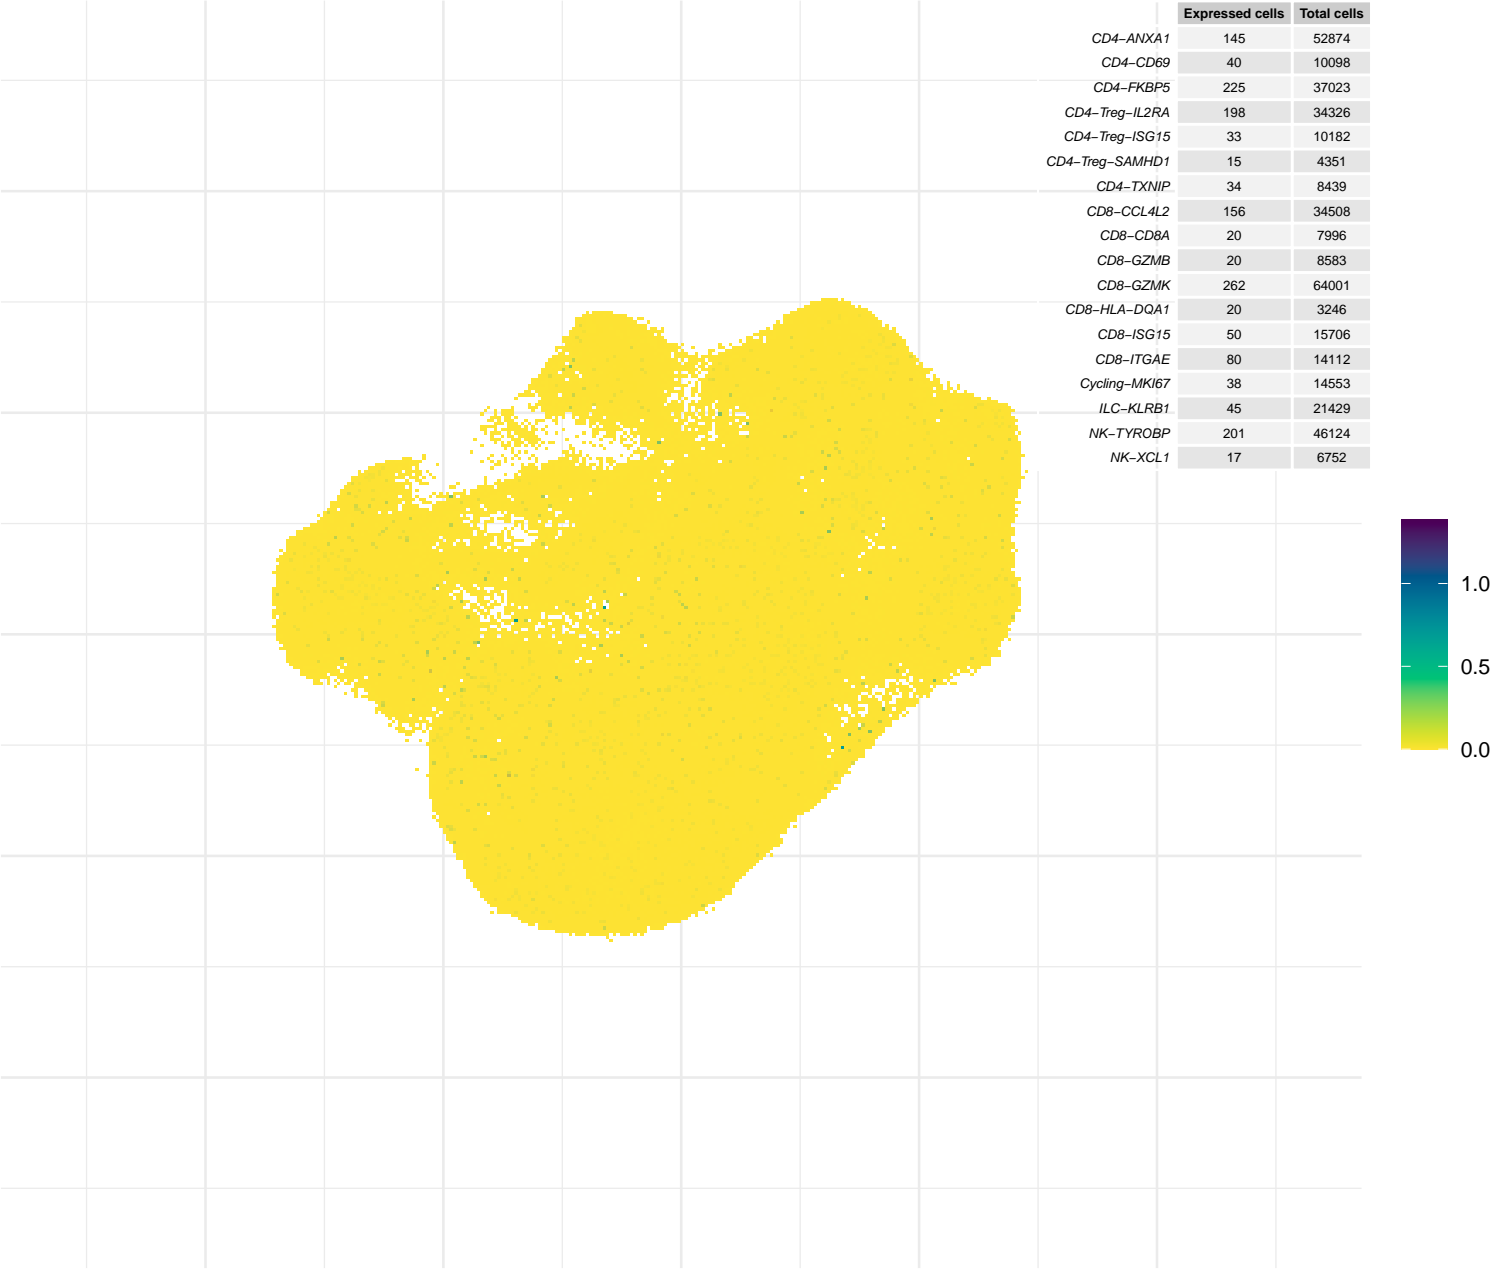 Expressed cells Total cells
CD4−ANXA1 145 52874
CD4−CD69 40 10098
CD4−FKBP5 225 37023
CD4−Treg−IL2RA 198 34326
CD4−Treg−ISG15 33 10182
CD4−Treg−SAMHD1 15 4351
CD4−TXNIP 34 8439
CD8−CCL4L2 156 34508
CD8−CD8A 20 7996
CD8−GZMB 20 8583
CD8−GZMK 262 64001
CD8−HLA−DQA1 20 3246
CD8−ISG15 50 15706
CD8−ITGAE 80 14112
Cycling−MKI67 38 14553
ILC−KLRB1 45 21429
NK−TYROBP 201 46124
NK−XCL1 17 6752
1.0
0.5
0.0